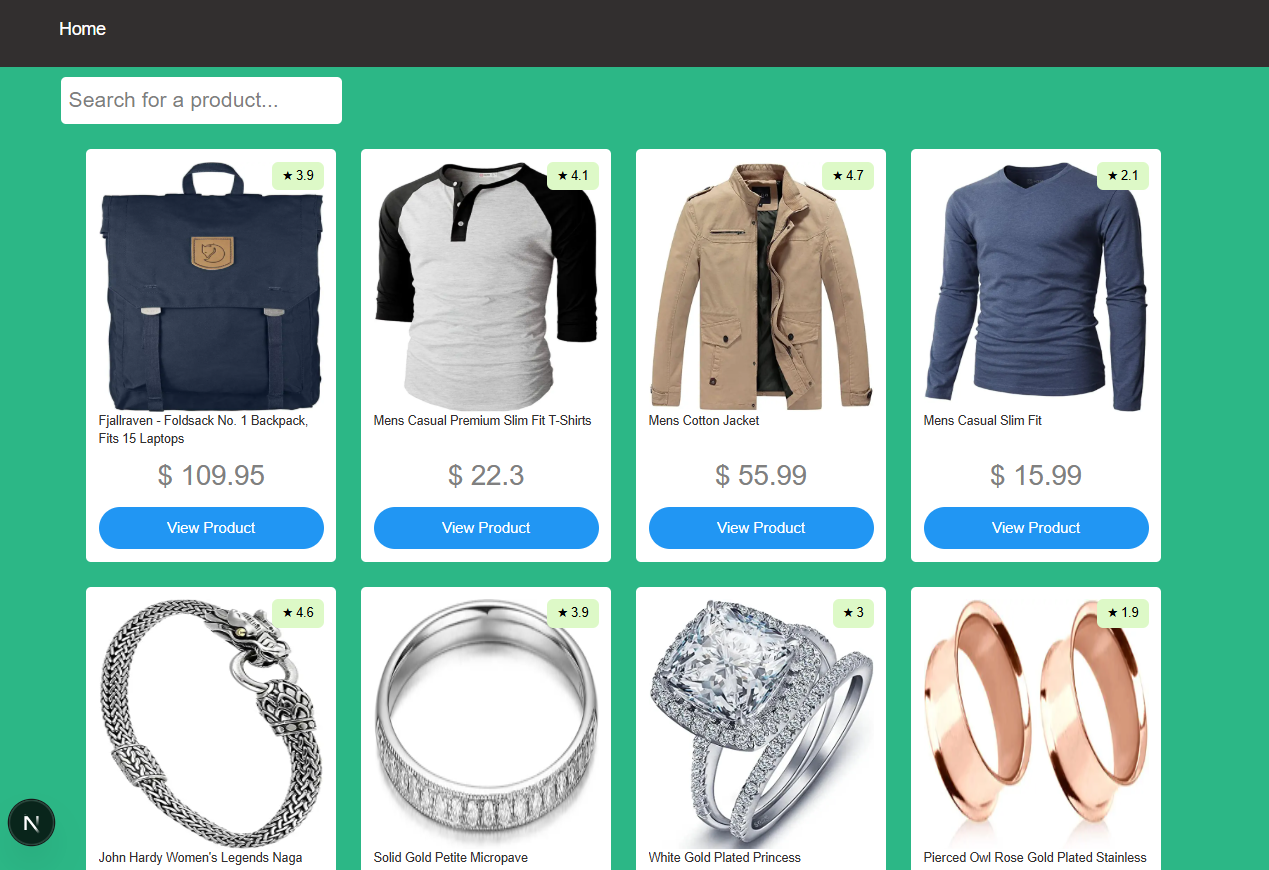 Home
Search for a product...
★ 3.9
★ 4.1
★ 4.7
★ 2.1
Fjallraven - Foldsack No. 1 Backpack,
Fits 15 Laptops
Mens Casual Premium Slim Fit T-Shirts
Mens Cotton Jacket
Mens Casual Slim Fit
$ 109.95
$ 22.3
$ 55.99
$ 15.99
View Product
View Product
View Product
View Product
★ 4.6
★ 3.9
★ 3
★ 1.9
N
John Hardy Women's Legends Naga
Solid Gold Petite Micropave
White Gold Plated Princess
Pierced Owl Rose Gold Plated Stainless